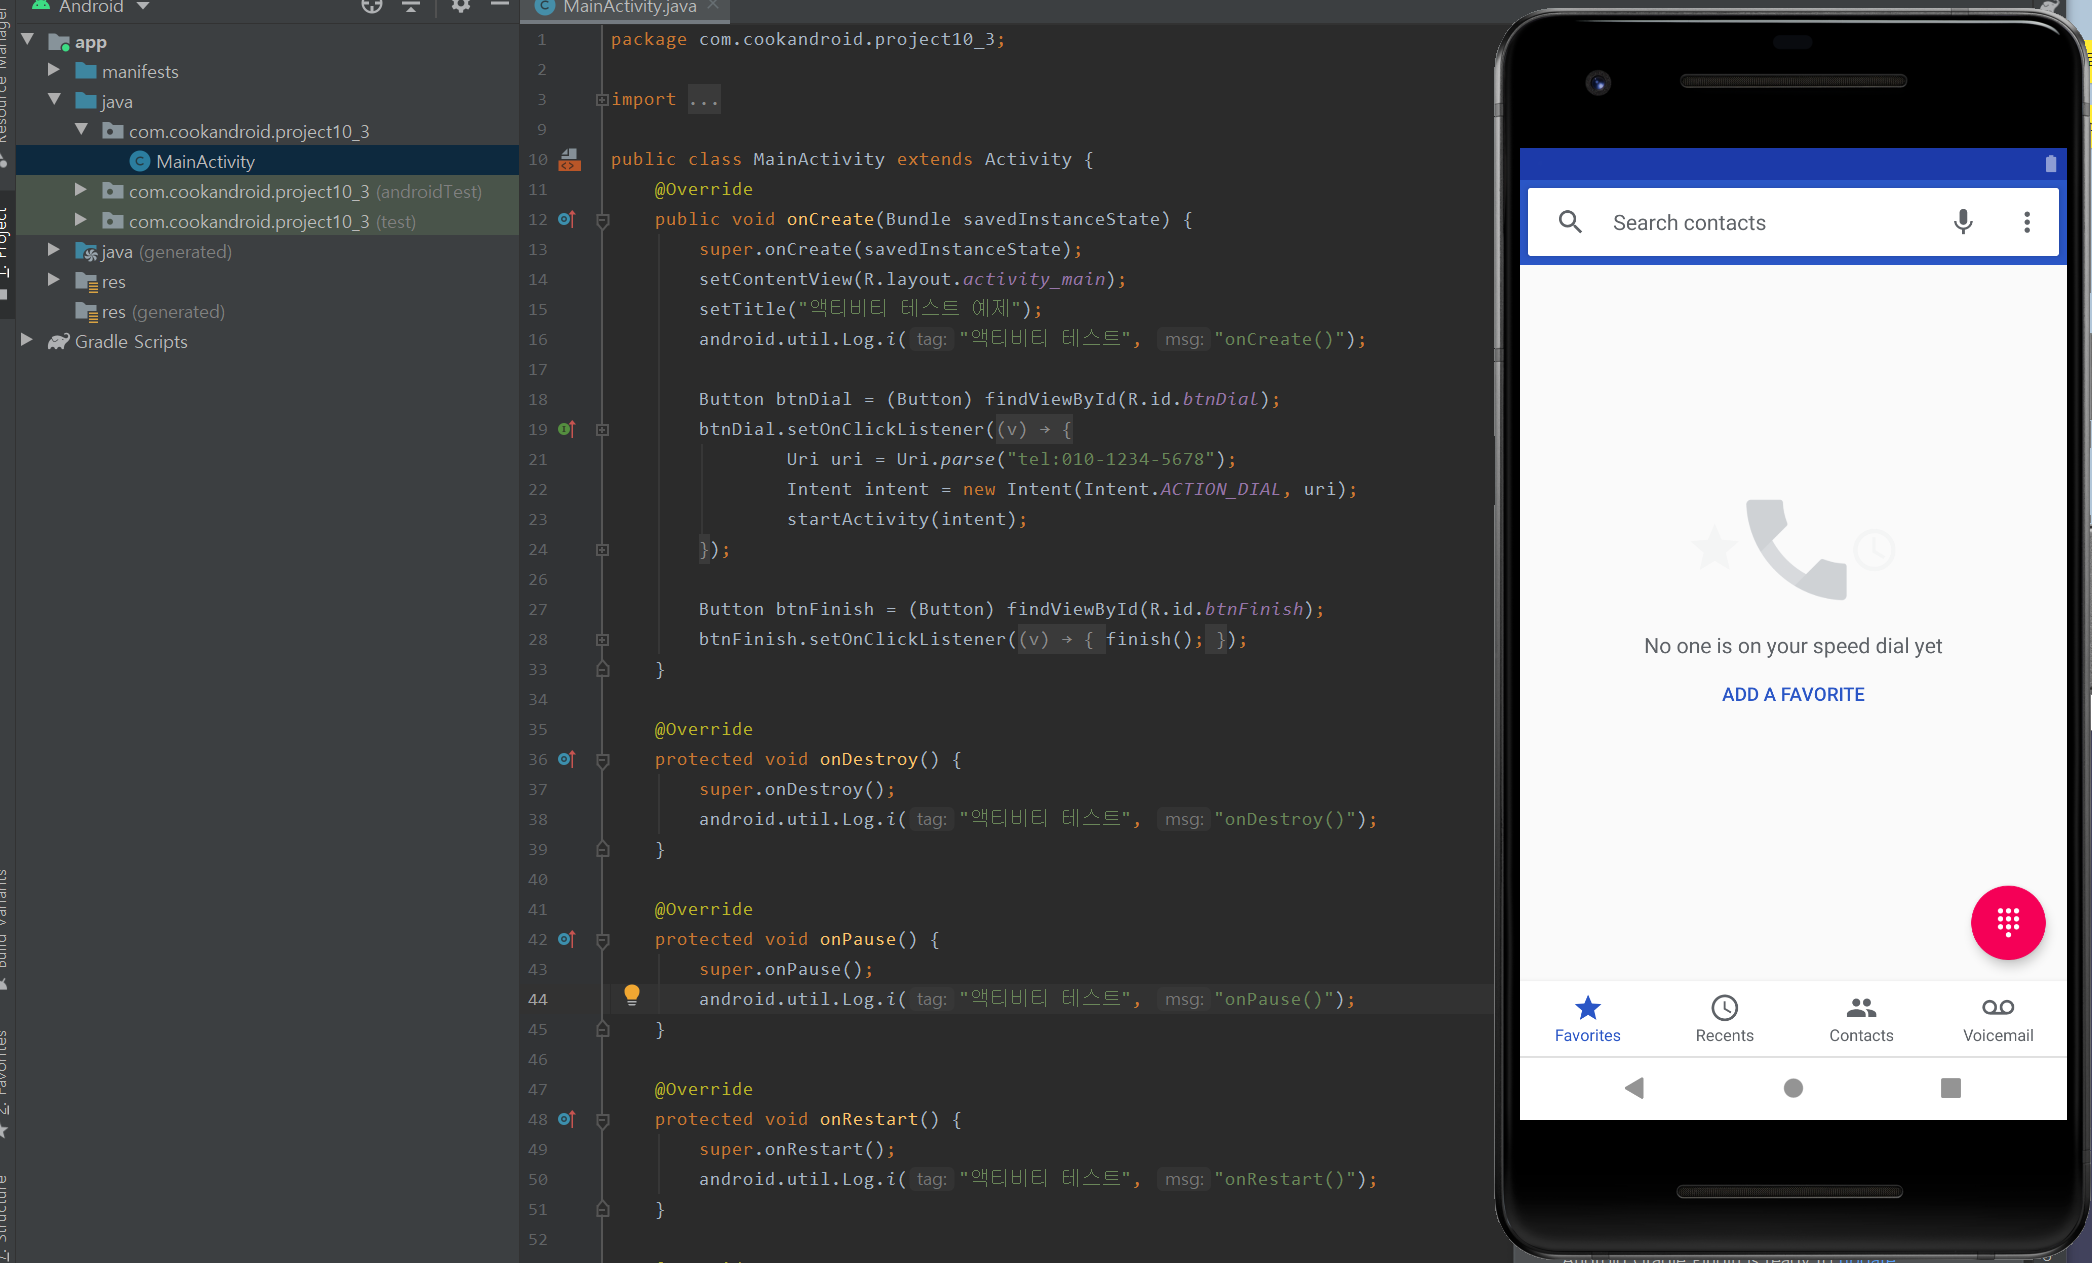 Android
MainActivity.java
Resource Manager
1: Project
Build Variants
2: Favorites
7: Structure
app
manifests
java
com.cookandroid.project10_3
MainActivity
com.cookandroid.project10_3 (androidTest)
com.cookandroid.project10_3 (test)
java (generated)
res
res (generated)
Gradle Scripts
1 package com.cookandroid.project10_3;
2
3 import ...
9
10 public class MainActivity extends Activity {
11 @Override
12 public void onCreate(Bundle savedInstanceState) {
13 super.onCreate(savedInstanceState);
14 setContentView(R.layout.activity_main);
15 setTitle("액티비티 테스트 예제");
16 android.util.Log.i( tag: "액티비티 테스트", msg: "onCreate()");
17
18 Button btnDial = (Button) findViewById(R.id.btnDial);
19 btnDial.setOnClickListener((v) → {
21 Uri uri = Uri.parse("tel:010-1234-5678");
22 Intent intent = new Intent(Intent.ACTION_DIAL, uri);
23 startActivity(intent);
24 });
26
27 Button btnFinish = (Button) findViewById(R.id.btnFinish);
28 btnFinish.setOnClickListener((v) → { finish(); });
33 }
34
35 @Override
36 protected void onDestroy() {
37 super.onDestroy();
38 android.util.Log.i( tag: "액티비티 테스트", msg: "onDestroy()");
39 }
40
41 @Override
42 protected void onPause() {
43 super.onPause();
44 android.util.Log.i( tag: "액티비티 테스트", msg: "onPause()");
45 }
46
47 @Override
48 protected void onRestart() {
49 super.onRestart();
50 android.util.Log.i( tag: "액티비티 테스트", msg: "onRestart()");
51 }
52
Search contacts
No one is on your speed dial yet
ADD A FAVORITE
Favorites
Recents
Contacts
Voicemail
Android Gradle Plugin is ready to update